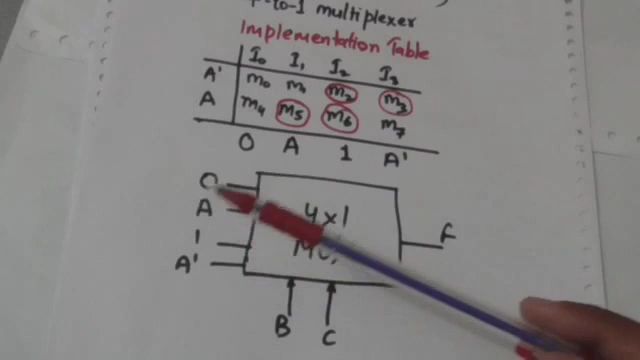 4-to-1 multiplexer
Implementation Table
I₀ I₁ I₂ I₃
A' m₀ m₁ m₂ m₃
A m₄ m₅ m₆ m₇
0 A 1 A'
0
A 4x1
1
A'
F
B C